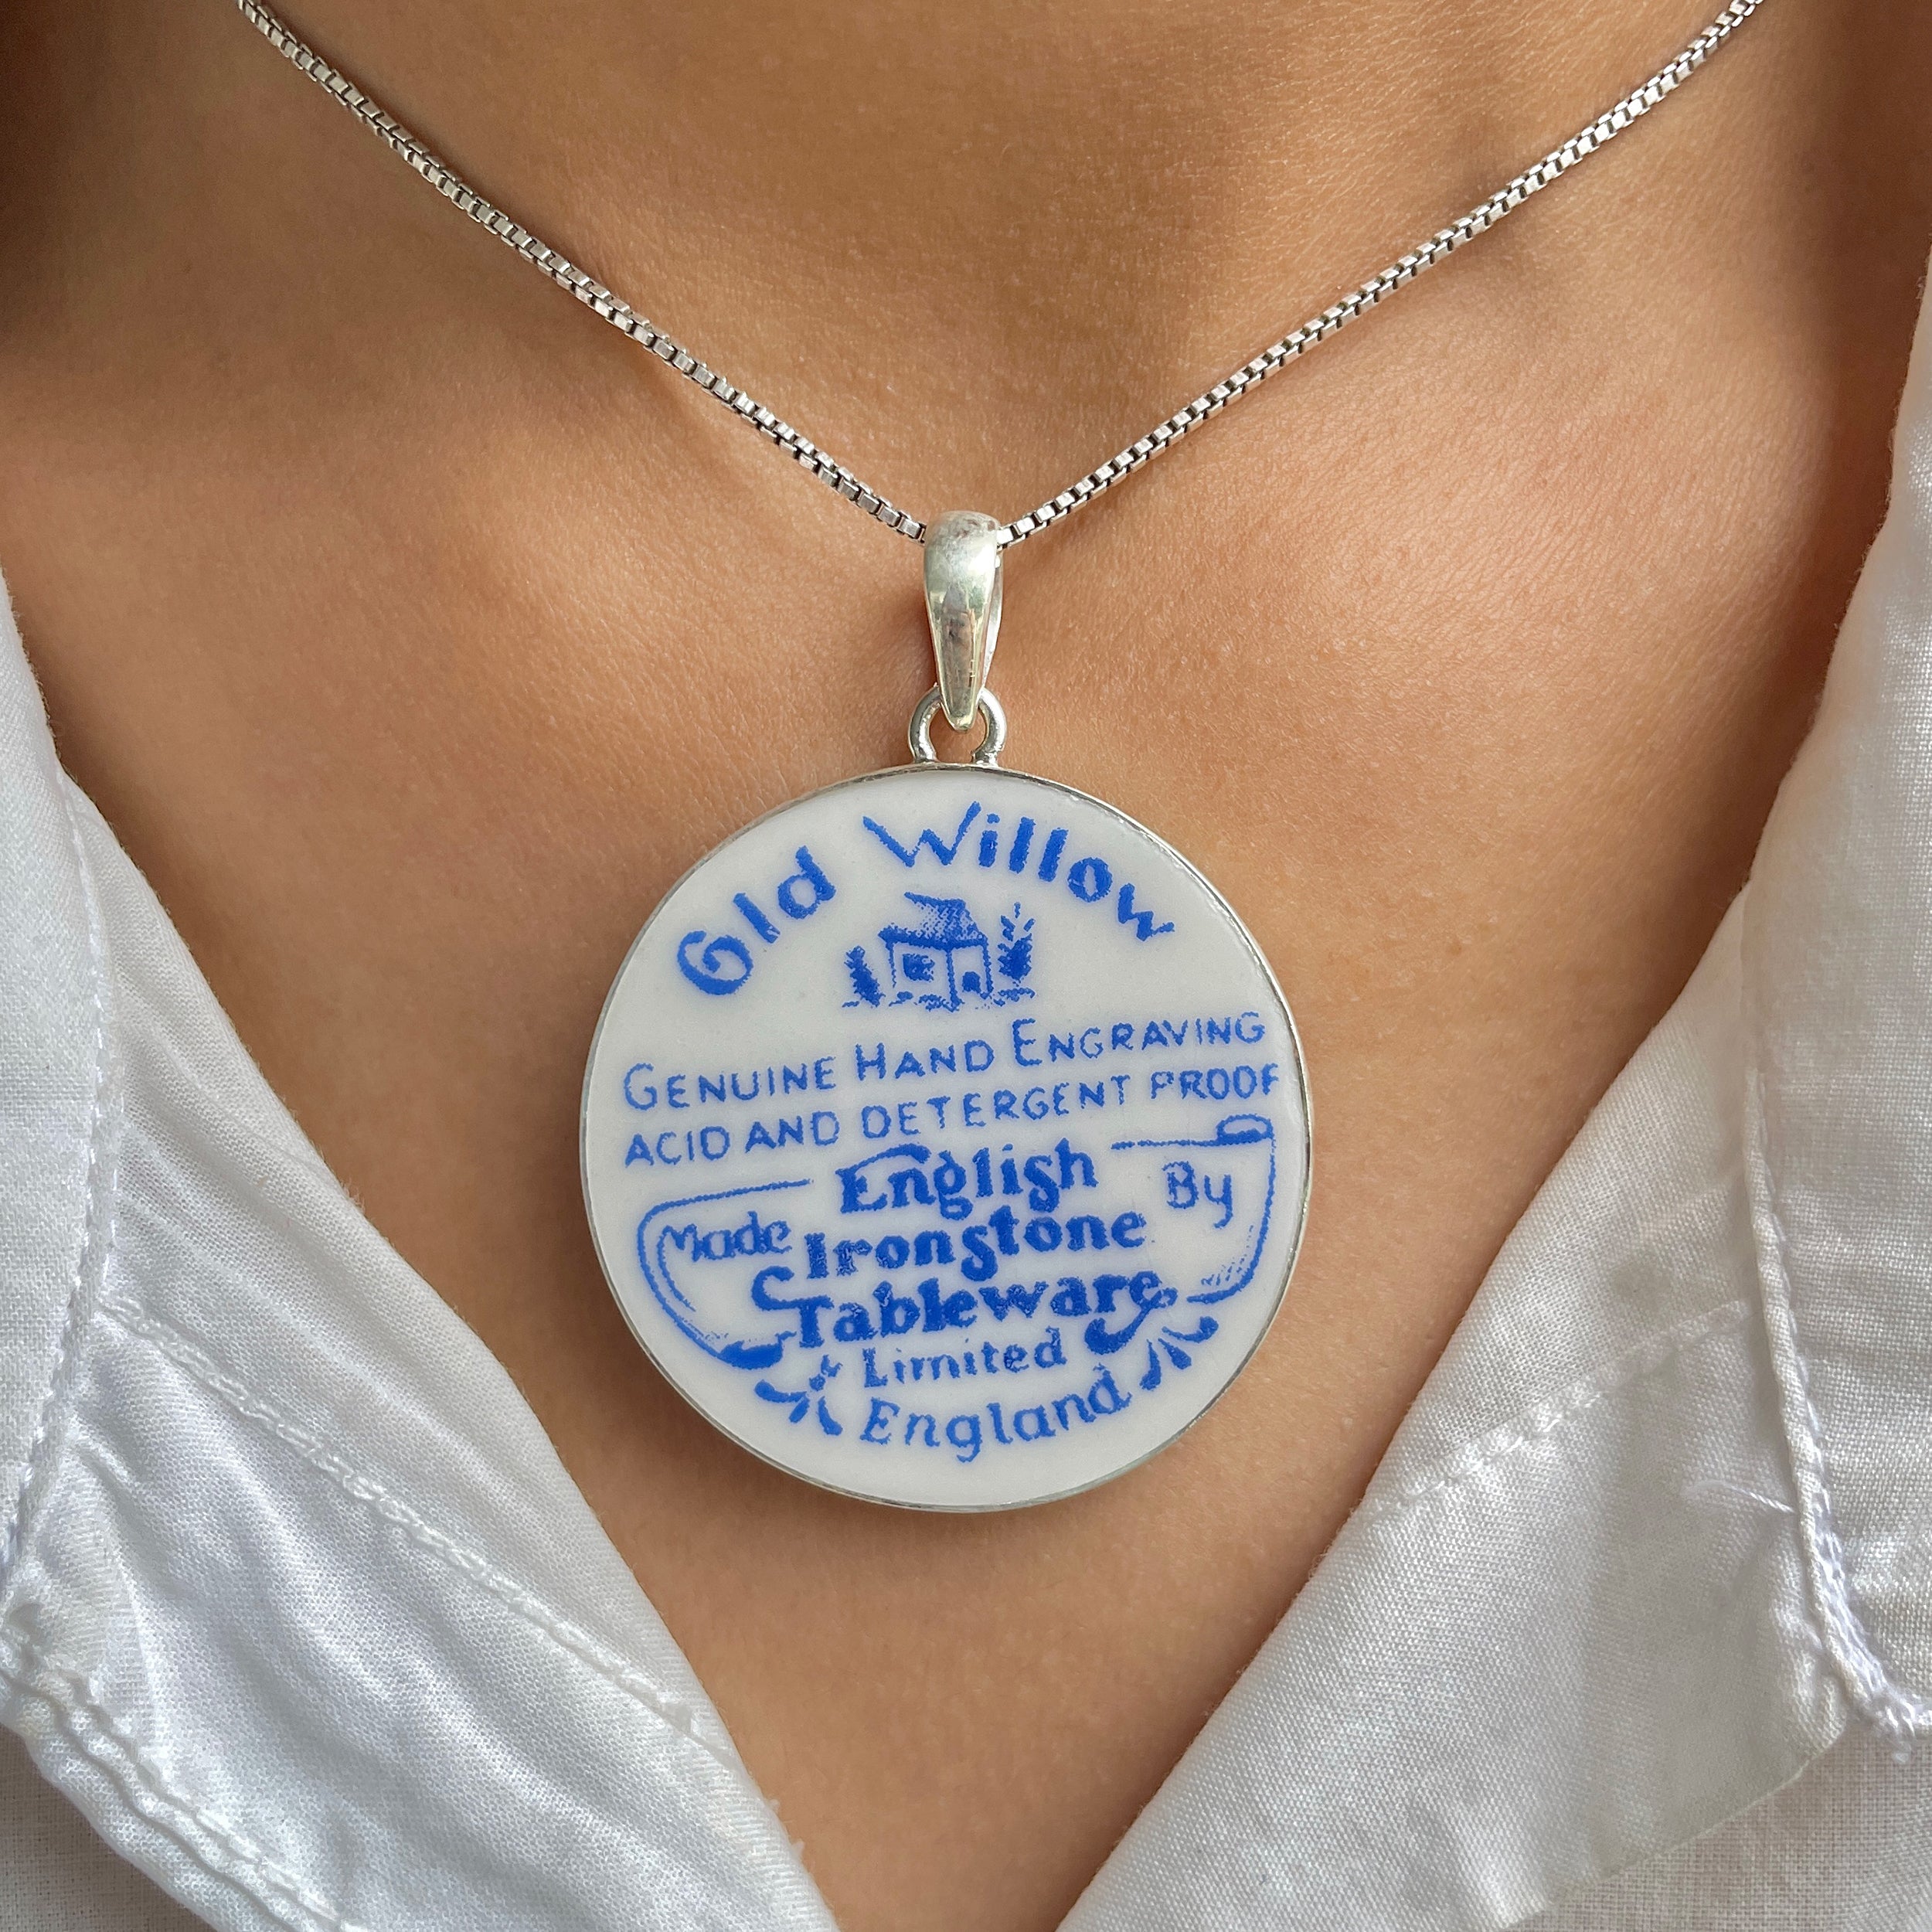 Old Willow
GENUINE HAND ENGRAVING
ACID AND DETERGENT PROOF
Made English By
Ironstone
Tableware
Limited
England